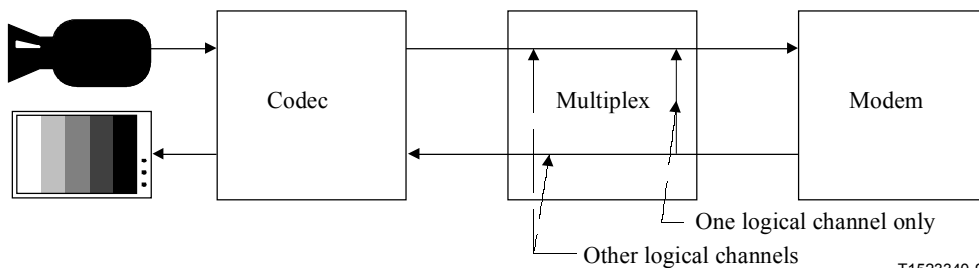 Codec
Multiplex
Modem
One logical channel only
Other logical channels